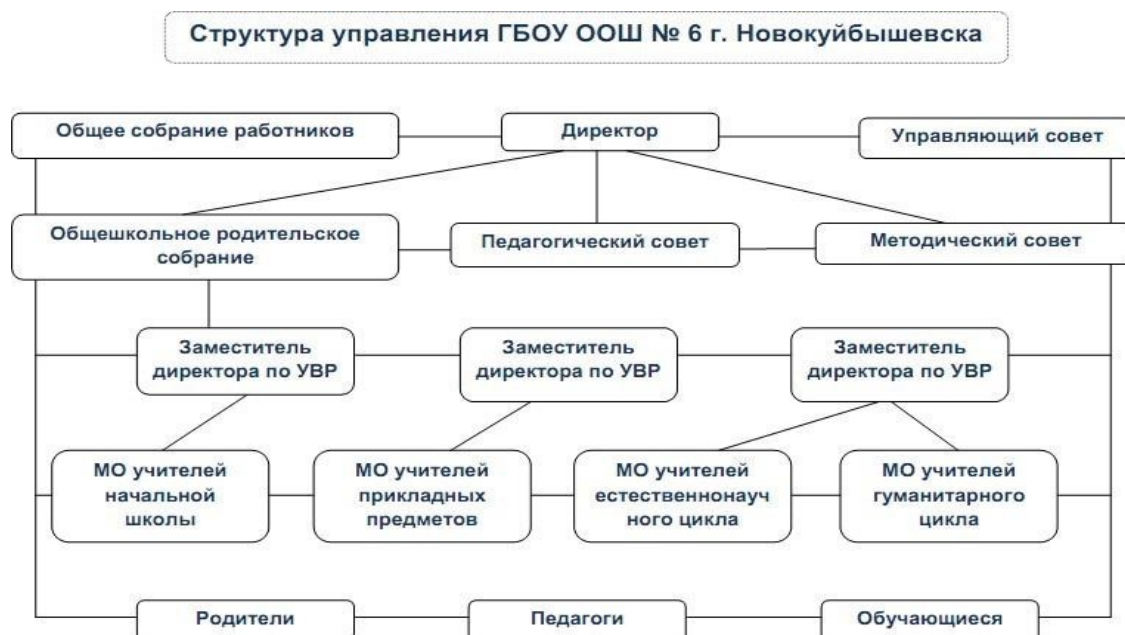 Структура управления ГБОУ ООШ № 6 г. Новокуйбышевска
Общее собрание работников
Директор
Управляющий совет
Общешкольное родительское
собрание
Педагогический совет
Методический совет
Заместитель
директора по УВР
Заместитель
директора по УВР
Заместитель
директора по УВР
МО учителей
начальной
школы
МО учителей
прикладных
предметов
МО учителей
естественнонауч
ного цикла
МО учителей
гуманитарного
цикла
Родители
Педагоги
Обучающиеся